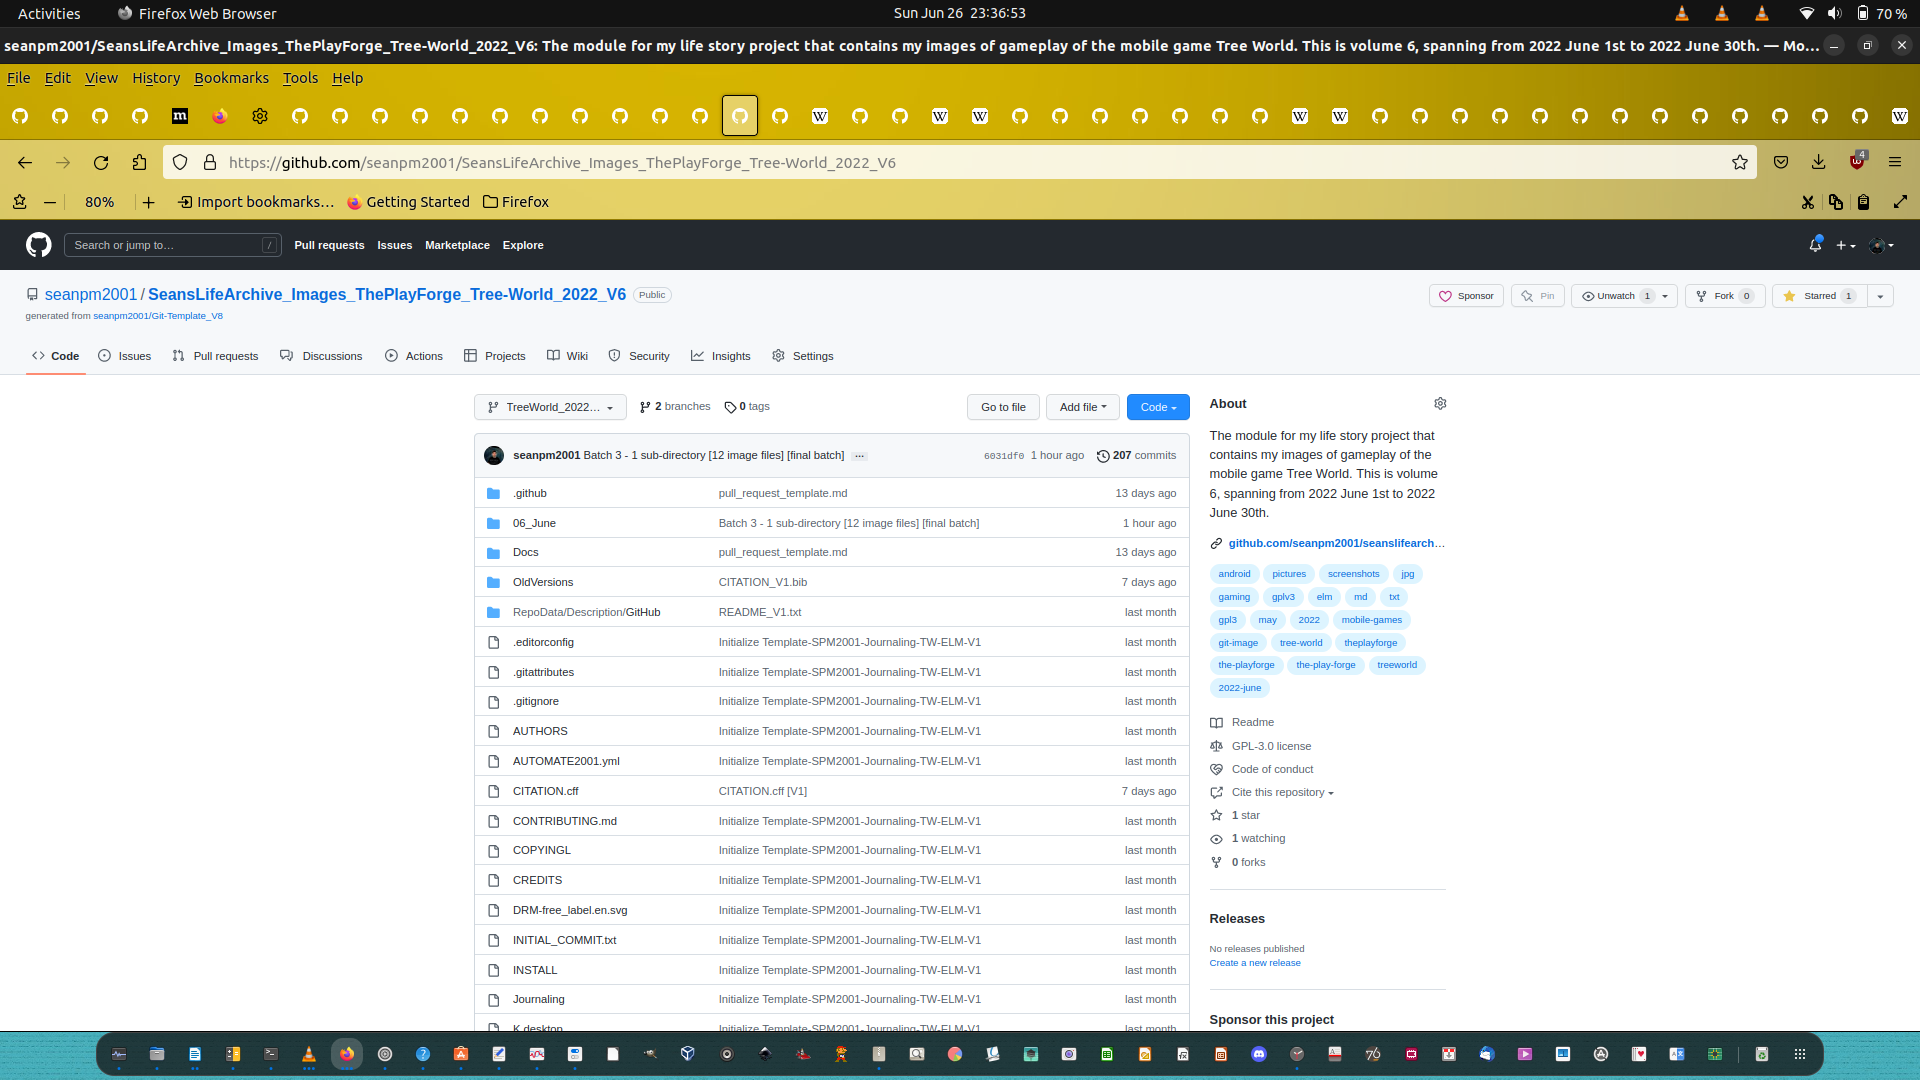 Activities Firefox Web Browser Sun Jun 26 23:36:53 70 %
seanpm2001/SeansLifeArchive_Images_ThePlayForge_Tree-World_2022_V6: The module for my life story project that contains my images of gameplay of the mobile game Tree World. This is volume 6, spanning from 2022 June 1st to 2022 June 30th. — Mo…
File Edit View History Bookmarks Tools Help
https://github.com/seanpm2001/SeansLifeArchive_Images_ThePlayForge_Tree-World_2022_V6 4
80% Import bookmarks… Getting Started Firefox
Search or jump to… / Pull requests Issues Marketplace Explore
seanpm2001 / SeansLifeArchive_Images_ThePlayForge_Tree-World_2022_V6 Public Sponsor Pin Unwatch 1 Fork 0 Starred 1
generated from seanpm2001/Git-Template_V8
Code Issues Pull requests Discussions Actions Projects Wiki Security Insights Settings
TreeWorld_2022… 2 branches 0 tags Go to file Add file Code
seanpm2001 Batch 3 - 1 sub-directory [12 image files] [final batch] … 6031df0 1 hour ago 207 commits
.github pull_request_template.md 13 days ago
06_June Batch 3 - 1 sub-directory [12 image files] [final batch] 1 hour ago
Docs pull_request_template.md 13 days ago
OldVersions CITATION_V1.bib 7 days ago
RepoData/Description/GitHub README_V1.txt last month
.editorconfig Initialize Template-SPM2001-Journaling-TW-ELM-V1 last month
.gitattributes Initialize Template-SPM2001-Journaling-TW-ELM-V1 last month
.gitignore Initialize Template-SPM2001-Journaling-TW-ELM-V1 last month
AUTHORS Initialize Template-SPM2001-Journaling-TW-ELM-V1 last month
AUTOMATE2001.yml Initialize Template-SPM2001-Journaling-TW-ELM-V1 last month
CITATION.cff CITATION.cff [V1] 7 days ago
CONTRIBUTING.md Initialize Template-SPM2001-Journaling-TW-ELM-V1 last month
COPYINGL Initialize Template-SPM2001-Journaling-TW-ELM-V1 last month
CREDITS Initialize Template-SPM2001-Journaling-TW-ELM-V1 last month
DRM-free_label.en.svg Initialize Template-SPM2001-Journaling-TW-ELM-V1 last month
INITIAL_COMMIT.txt Initialize Template-SPM2001-Journaling-TW-ELM-V1 last month
INSTALL Initialize Template-SPM2001-Journaling-TW-ELM-V1 last month
Journaling Initialize Template-SPM2001-Journaling-TW-ELM-V1 last month
K.desktop Initialize Template-SPM2001-Journaling-TW-ELM-V1 last month
About
The module for my life story project that
contains my images of gameplay of the
mobile game Tree World. This is volume
6, spanning from 2022 June 1st to 2022
June 30th.
github.com/seanpm2001/seanslifearch…
android pictures screenshots jpg
gaming gplv3 elm md txt
gpl3 may 2022 mobile-games
git-image tree-world theplayforge
the-playforge the-play-forge treeworld
2022-june
Readme
GPL-3.0 license
Code of conduct
Cite this repository
1 star
1 watching
0 forks
Releases
No releases published
Create a new release
Sponsor this project